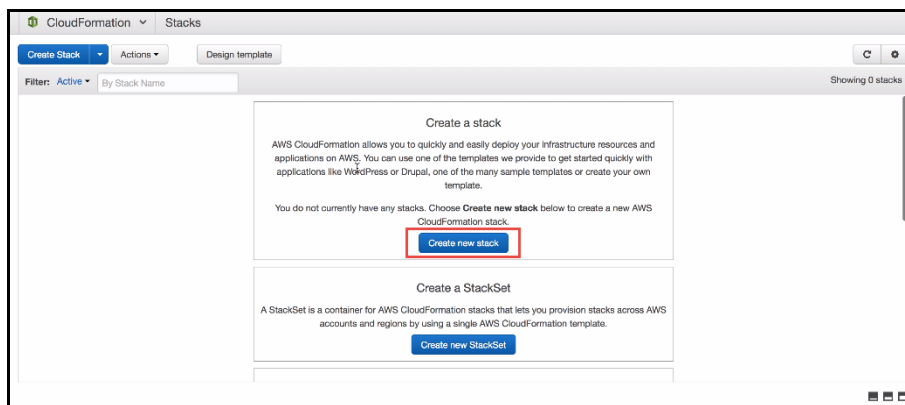 CloudFormation Stacks
Create Stack Actions Design template
Filter: Active By Stack Name Showing 0 stacks
Create a stack
AWS CloudFormation allows you to quickly and easily deploy your infrastructure resources and
applications on AWS. You can use one of the templates we provide to get started quickly with
applications like WordPress or Drupal, one of the many sample templates or create your own
template.
You do not currently have any stacks. Choose Create new stack below to create a new AWS
CloudFormation stack.
Create new stack
Create a StackSet
A StackSet is a container for AWS CloudFormation stacks that lets you provision stacks across AWS
accounts and regions by using a single AWS CloudFormation template.
Create new StackSet